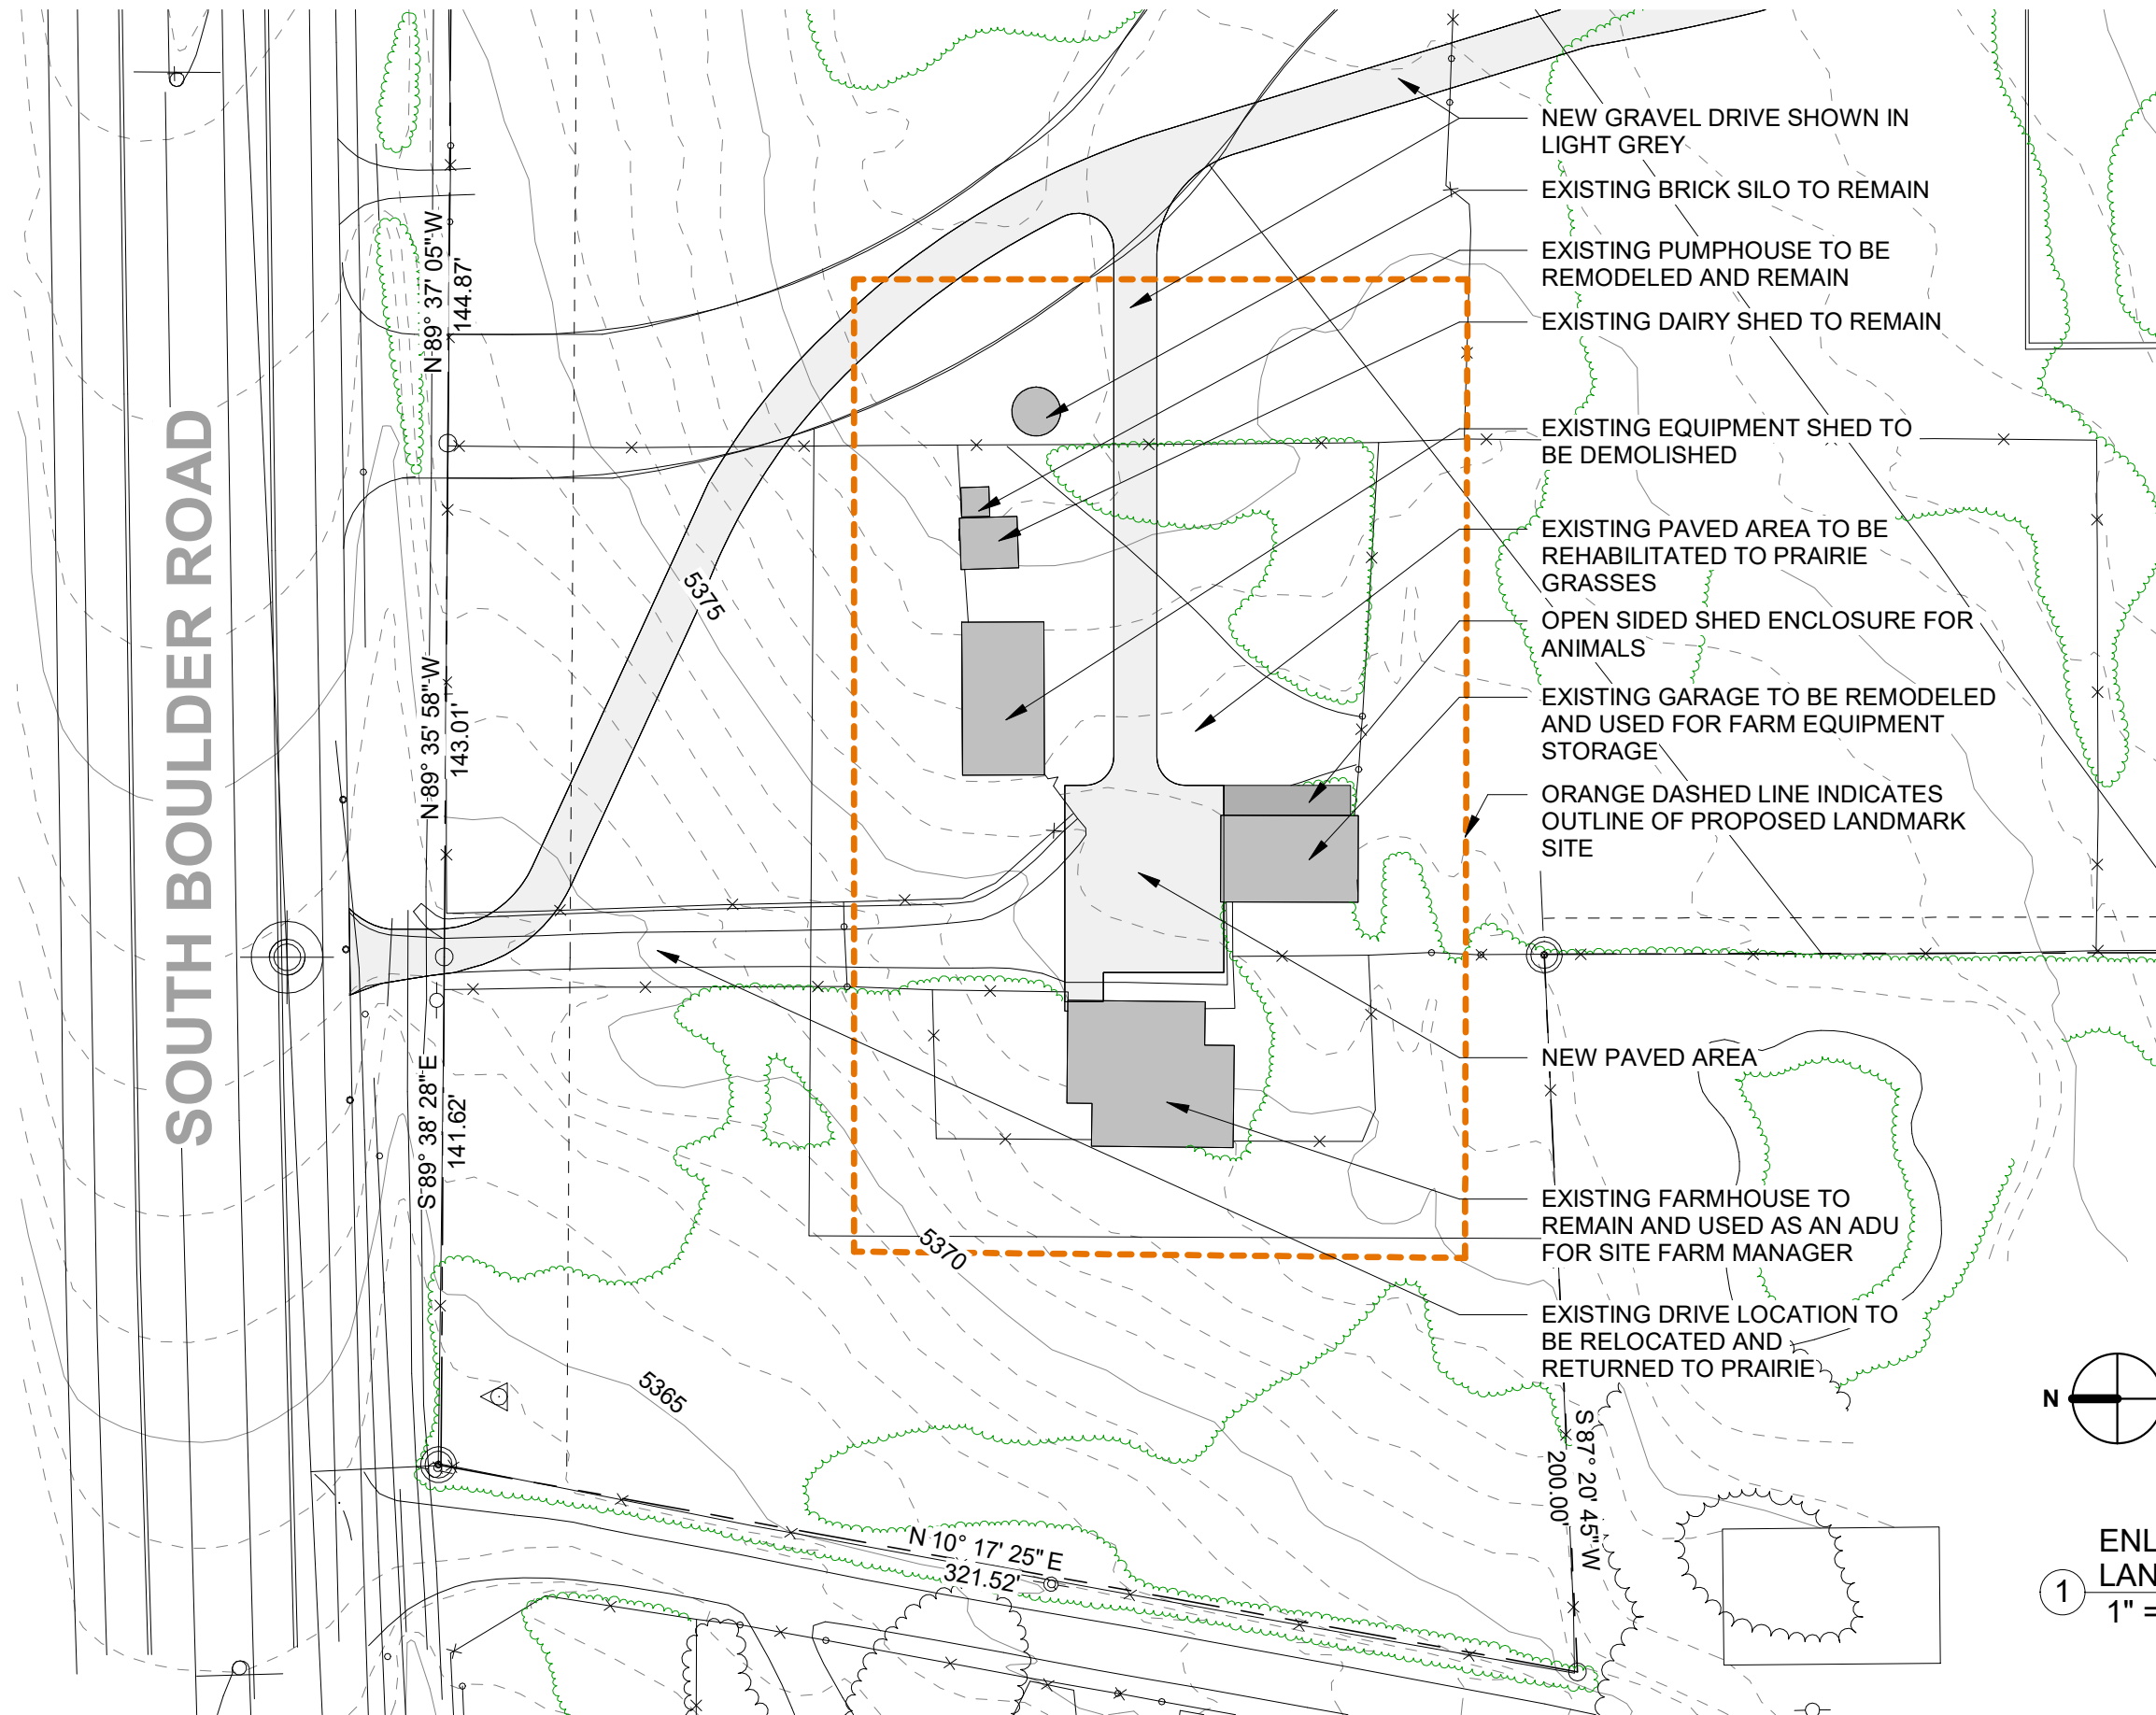 NEW GRAVEL DRIVE SHOWN IN
LIGHT GREY
EXISTING BRICK SILO TO REMAIN
EXISTING PUMPHOUSE TO BE
REMODELED AND REMAIN
EXISTING DAIRY SHED TO REMAIN
EXISTING EQUIPMENT SHED TO
BE DEMOLISHED
EXISTING PAVED AREA TO BE
REHABILITATED TO PRAIRIE
GRASSES
OPEN SIDED SHED ENCLOSURE FOR
ANIMALS
EXISTING GARAGE TO BE REMODELED
AND USED FOR FARM EQUIPMENT
STORAGE
ORANGE DASHED LINE INDICATES
OUTLINE OF PROPOSED LANDMARK
SITE
NEW PAVED AREA
EXISTING FARMHOUSE TO
REMAIN AND USED AS AN ADU
FOR SITE FARM MANAGER
EXISTING DRIVE LOCATION TO
BE RELOCATED AND
RETURNED TO PRAIRIE
SOUTH BOULDER ROAD
N 89° 37' 05" W
144.87'
N 89° 35' 58" W
143.01'
S 89° 38' 28" E
141.62'
5375
5370
5365
N 10° 17' 25" E
321.52'
S 87° 20' 45" W
200.00'
N
ENL
LAN
1
1" =